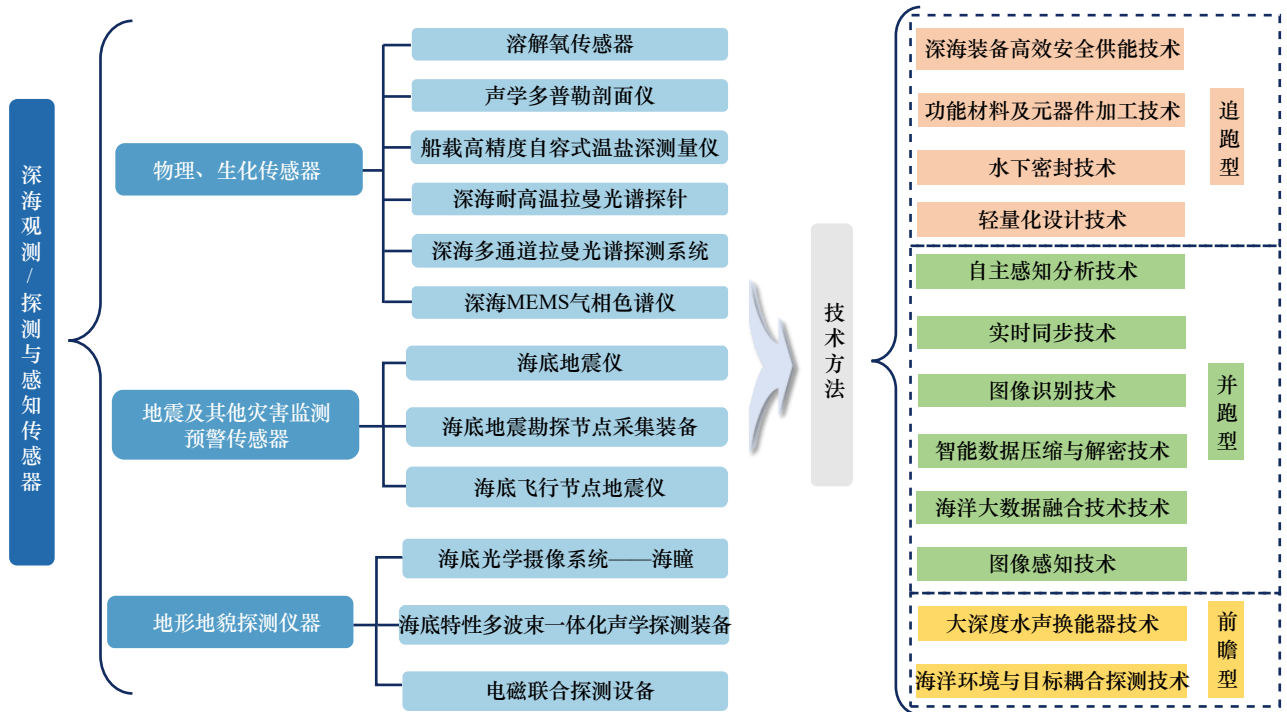 深海观测/探测与感知传感器
物理、生化传感器
溶解氧传感器
声学多普勒剖面仪
船载高精度自容式温盐深测量仪
深海耐高温拉曼光谱探针
深海多通道拉曼光谱探测系统
深海MEMS气相色谱仪
地震及其他灾害监测
预警传感器
海底地震仪
海底地震勘探节点采集装备
海底飞行节点地震仪
地形地貌探测仪器
海底光学摄像系统——海瞳
海底特性多波束一体化声学探测装备
电磁联合探测设备
技术方法
深海装备高效安全供能技术
功能材料及元器件加工技术
水下密封技术
轻量化设计技术
追跑型
自主感知分析技术
实时同步技术
图像识别技术
智能数据压缩与解密技术
海洋大数据融合技术技术
图像感知技术
并跑型
大深度水声换能器技术
海洋环境与目标耦合探测技术
前瞻型